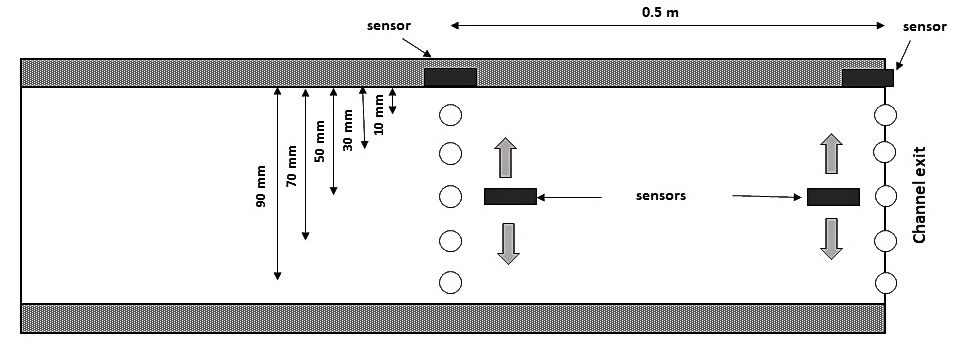 0.5 m
sensor
sensor
10 mm
30 mm
50 mm
70 mm
90 mm
sensors
Channel exit